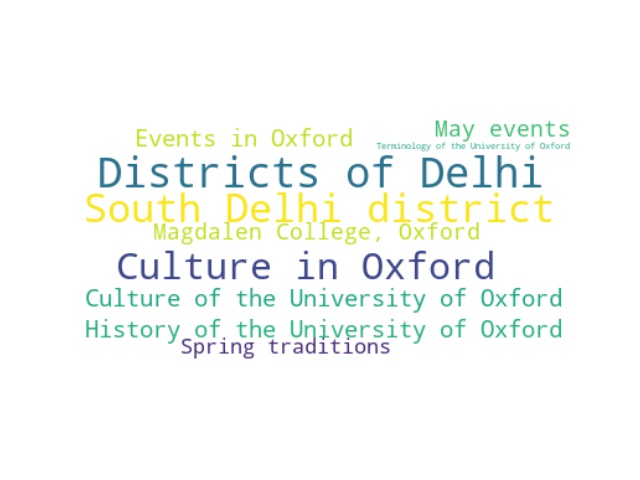 May events
Events in Oxford
Terminology of the University of Oxford
Districts of Delhi
South Delhi district
Magdalen College, Oxford
Culture in Oxford
Culture of the University of Oxford
History of the University of Oxford
Spring traditions